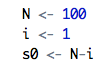 N <- 100
i <- 1
s0 <- N-i